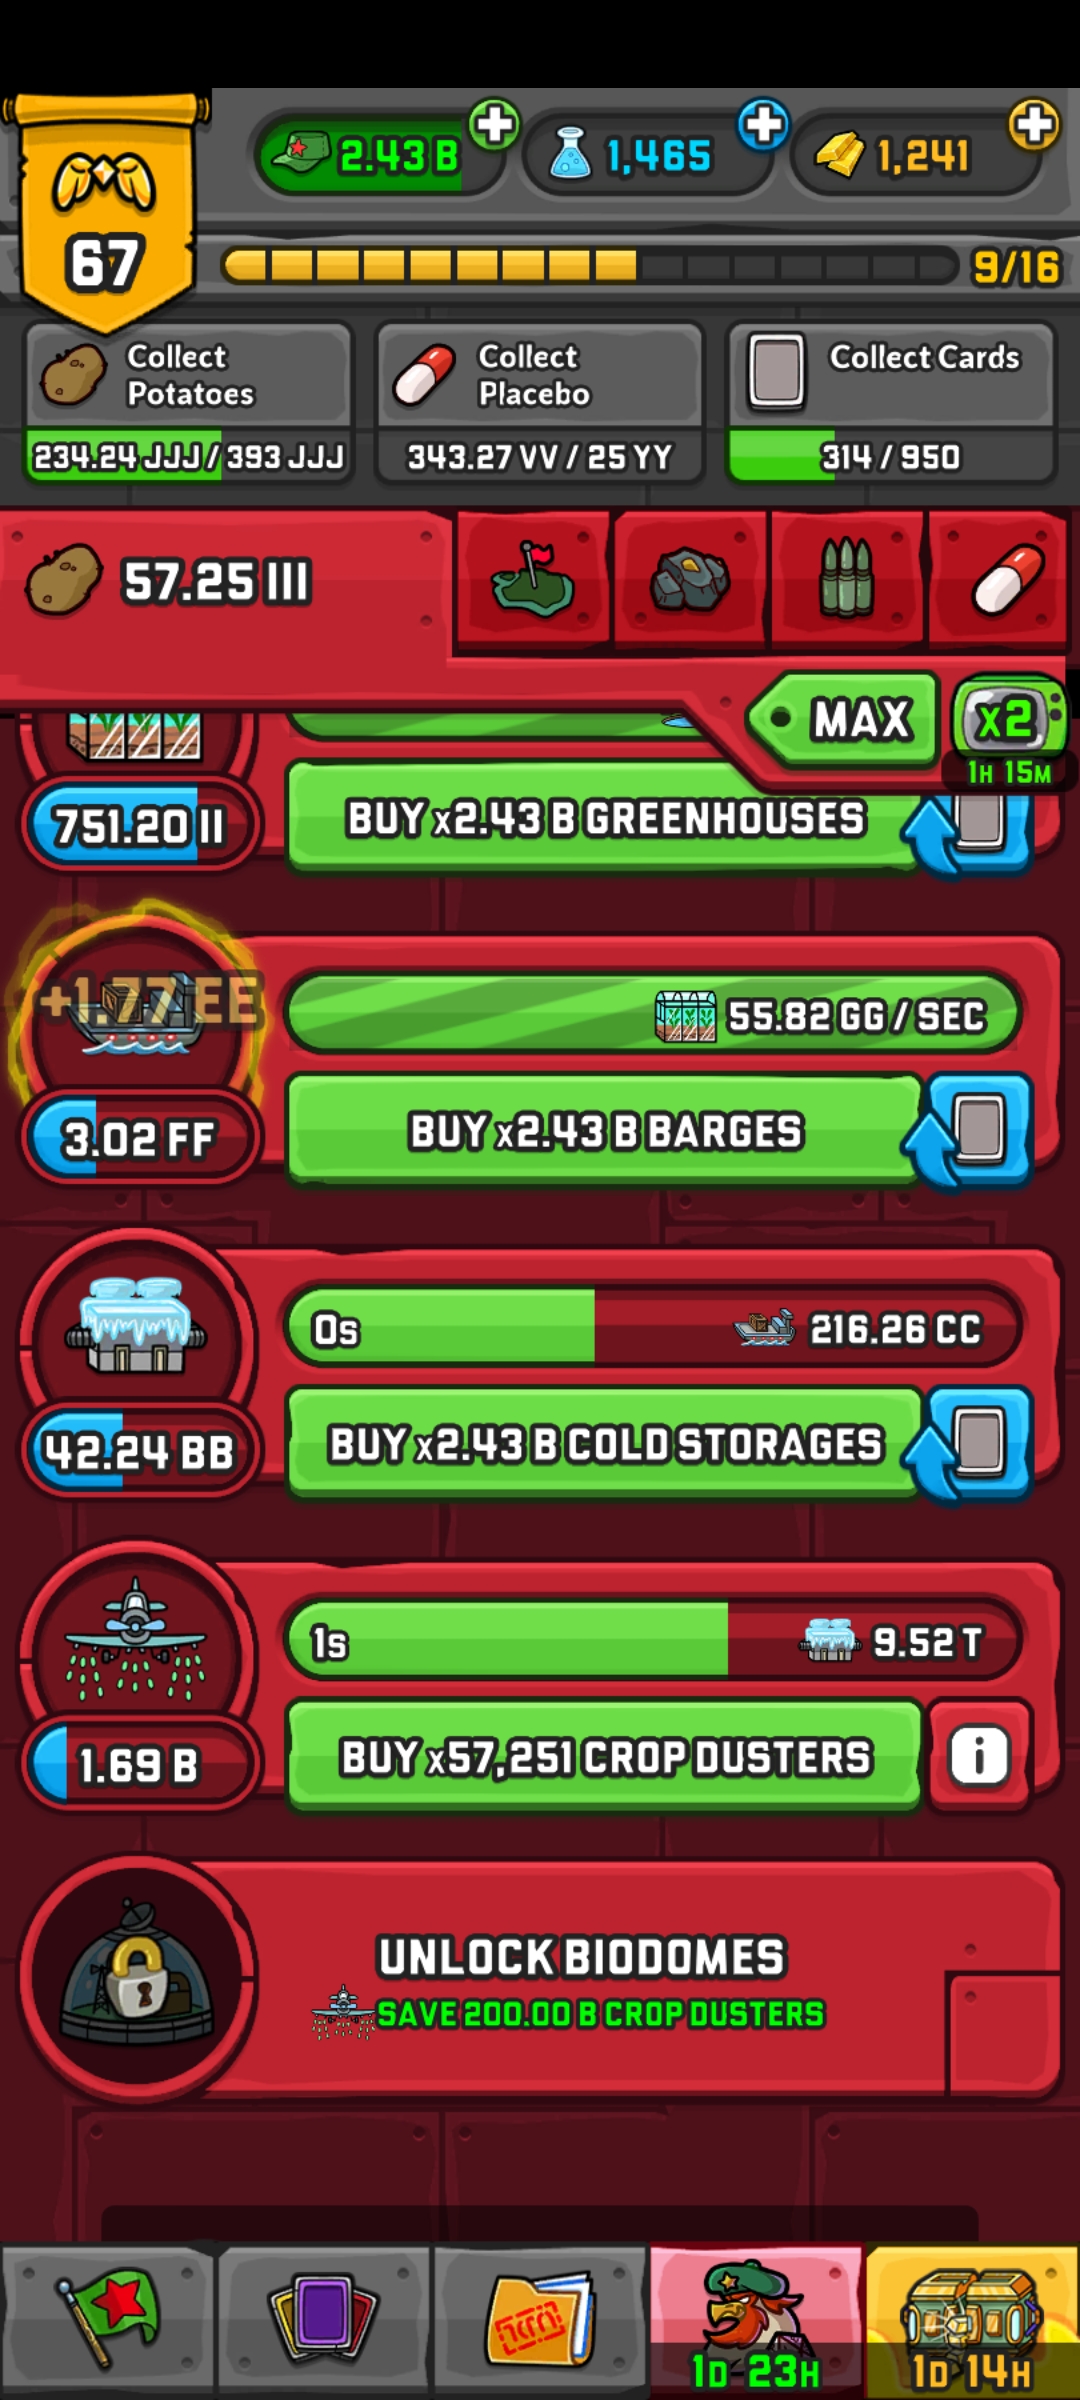 2.43 B
1,465
1,241
67
9/16
Collect
Potatoes
234.24 JJJ / 393 JJJ
Collect
Placebo
343.27 VV / 25 YY
Collect Cards
314 / 950
57.25 III
MAX
x2
1H 15M
751.20 II
BUY x2.43 B GREENHOUSES
+1.77 EE
55.82 GG / SEC
3.02 FF
BUY x2.43 B BARGES
0s
216.26 CC
42.24 BB
BUY x2.43 B COLD STORAGES
1s
9.52 T
1.69 B
BUY x57,251 CROP DUSTERS
i
UNLOCK BIODOMES
SAVE 200.00 B CROP DUSTERS
1D 23H
1D 14H